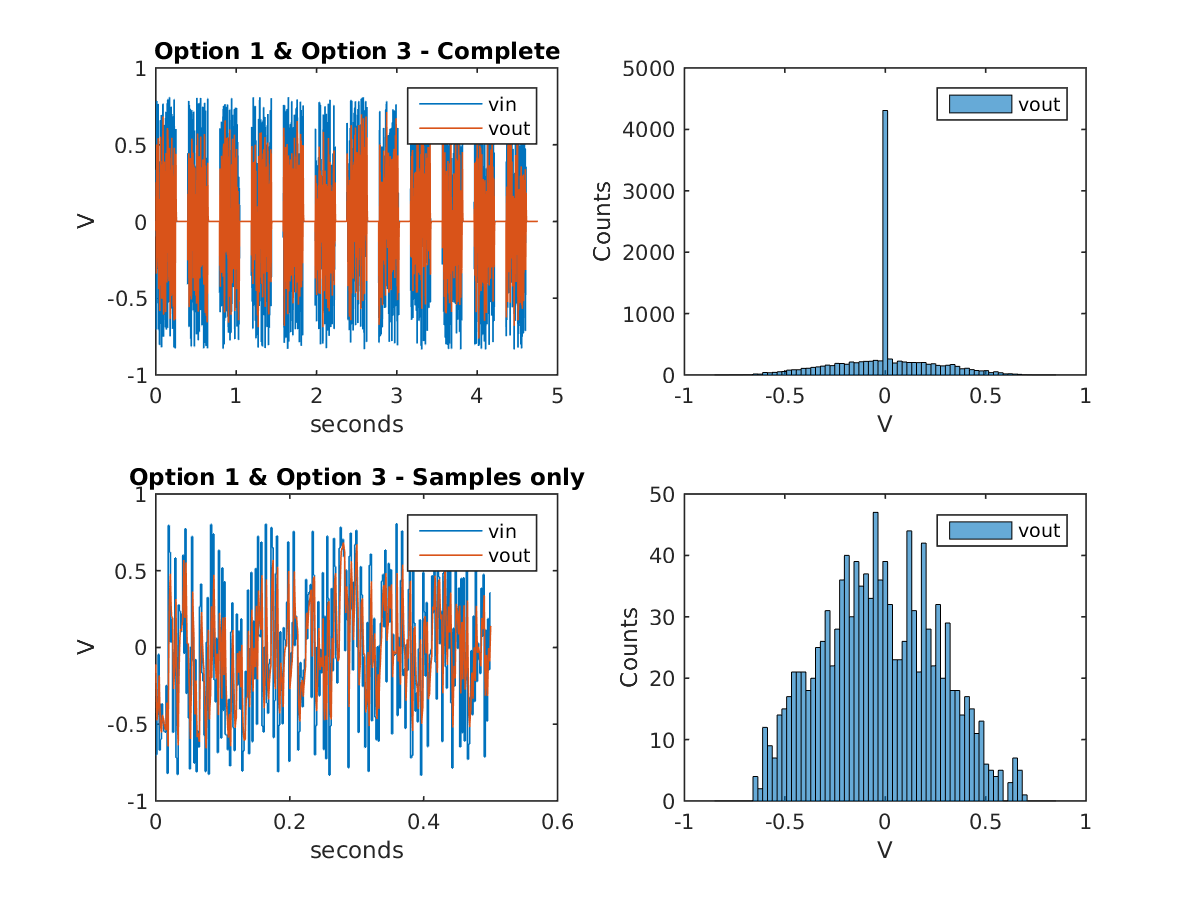 Option 1 & Option 3 - Complete
1
0.5
0
-0.5
-1
V
vin
vout
0 1 2 3 4 5
seconds
5000
4000
3000
2000
1000
0
Counts
vout
-1 -0.5 0 0.5 1
V
Option 1 & Option 3 - Samples only
1
0.5
0
-0.5
-1
V
vin
vout
0 0.2 0.4 0.6
seconds
50
40
30
20
10
0
Counts
vout
-1 -0.5 0 0.5 1
V